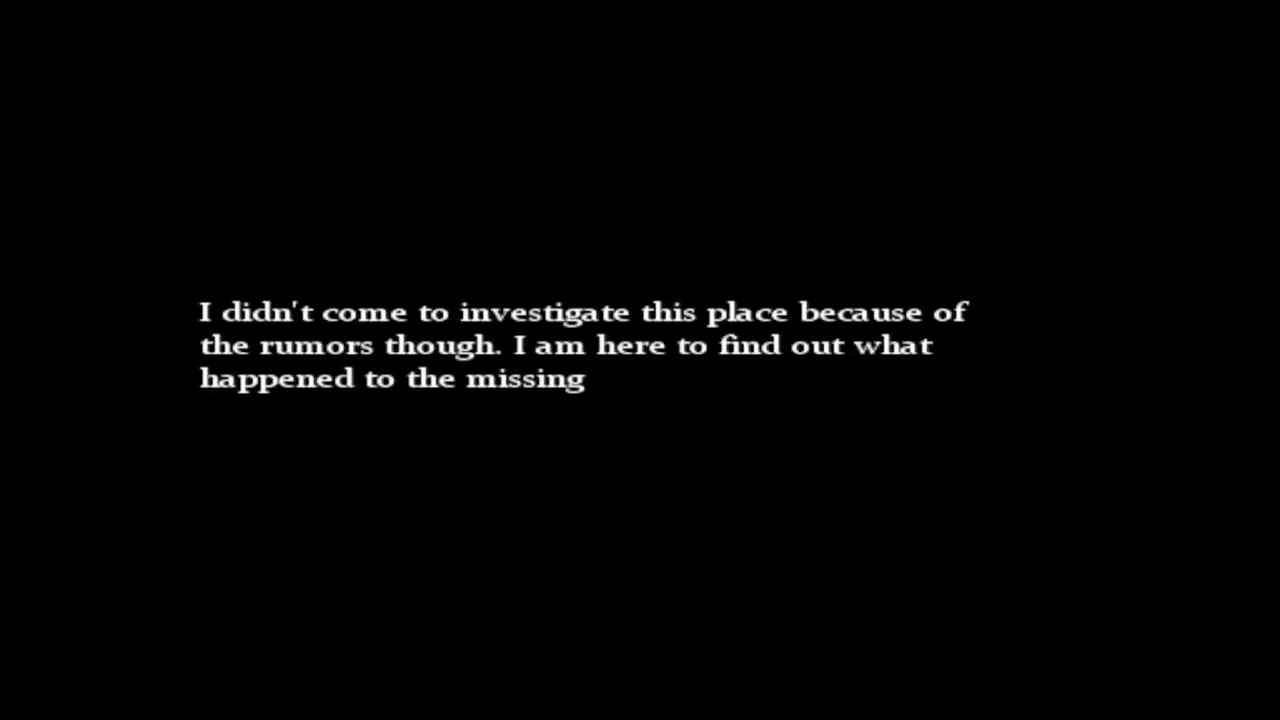 I didn't come to investigate this place because of
the rumors though. I am here to find out what
happened to the missing